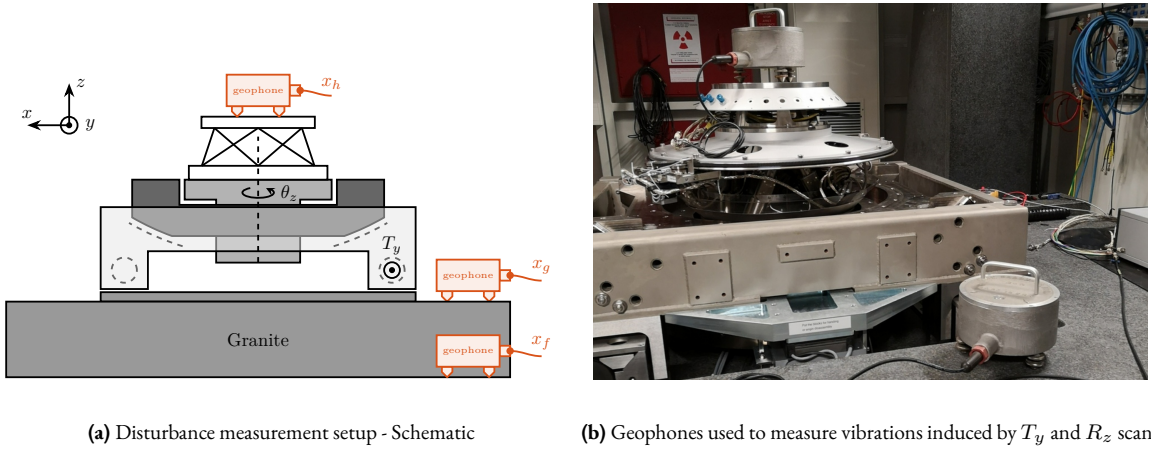 geophone
x_h
z
x
y
θ_z
T_y
geophone
x_g
Granite
geophone
x_f
(a) Disturbance measurement setup - Schematic
(b) Geophones used to measure vibrations induced by T_y and R_z scan